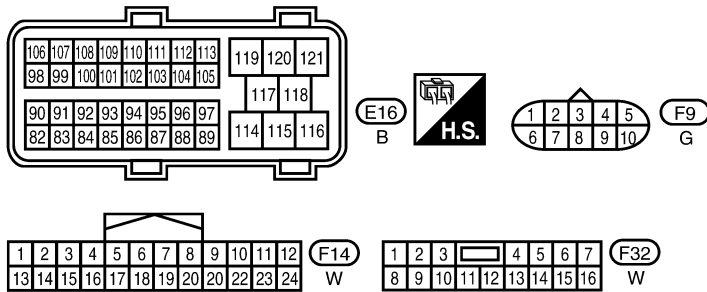 106 107 108 109 110 111 112 113
98 99 100 101 102 103 104 105
90 91 92 93 94 95 96 97
82 83 84 85 86 87 88 89
119 120 121
117 118
114 115 116
E16
B
H.S.
1 2 3 4 5
6 7 8 9 10
F9
G
1 2 3 4 5 6 7 8 9 10 11 12
13 14 15 16 17 18 19 20 20 22 23 24
F14
W
1 2 3 4 5 6 7
8 9 10 11 12 13 14 15 16
F32
W